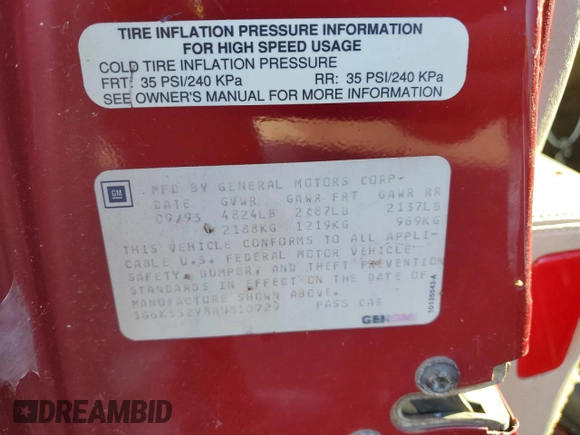 TIRE INFLATION PRESSURE INFORMATION
FOR HIGH SPEED USAGE
COLD TIRE INFLATION PRESSURE
FRT: 35 PSI/240 KPa RR: 35 PSI/240 KPa
SEE OWNER'S MANUAL FOR MORE INFORMATION
GM
MFD BY GENERAL MOTORS CORP
DATE GVWR GAWR FRT GAWR RR
09/93 4824LB 2687LB 2137LB
2188KG 1219KG 969KG
THIS VEHICLE CONFORMS TO ALL APPLI-
CABLE U.S. FEDERAL MOTOR VEHICLE
SAFETY, BUMPER, AND THEFT PREVENTION
STANDARDS IN EFFECT ON THE DATE OF
MANUFACTURE SHOWN ABOVE.
PASS CAR
GENUINE
10135543-A
DREAMBID